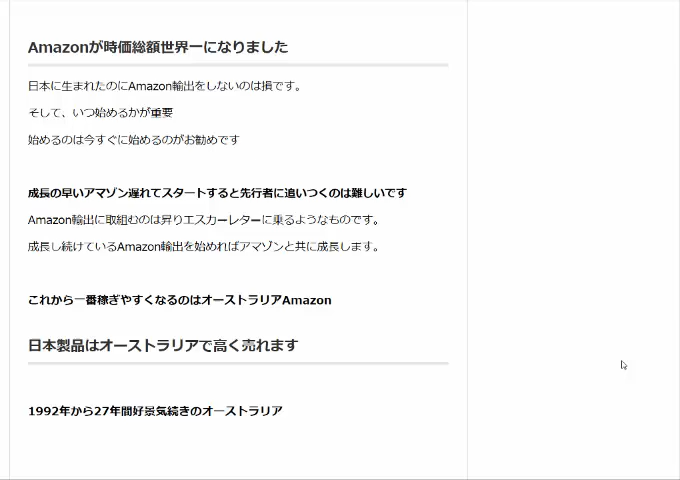 Amazonが時価総額世界一になりました
日本に生まれたのにAmazon輸出をしないのは損です。
そして、いつ始めるかが重要
始めるのは今すぐに始めるのがお勧めです
成長の早いアマゾン遅れてスタートすると先行者に追いつくのは難しいです
Amazon輸出に取組むのは昇りエスカーレターに乗るようなものです。
成長し続けているAmazon輸出を始めればアマゾンと共に成長します。
これから一番稼ぎやすくなるのはオーストラリアAmazon
日本製品はオーストラリアで高く売れます
1992年から27年間好景気続きのオーストラリア